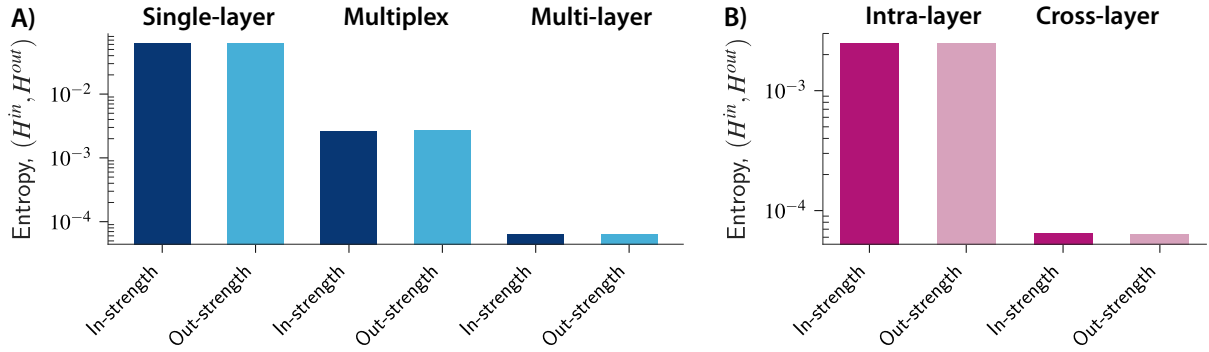 A)
Single-layer Multiplex Multi-layer
Entropy, (H^{in}, H^{out})
10^{-2}
10^{-3}
10^{-4}
In-strength Out-strength In-strength Out-strength In-strength Out-strength
B)
Intra-layer Cross-layer
Entropy, (H^{in}, H^{out})
10^{-3}
10^{-4}
In-strength Out-strength In-strength Out-strength